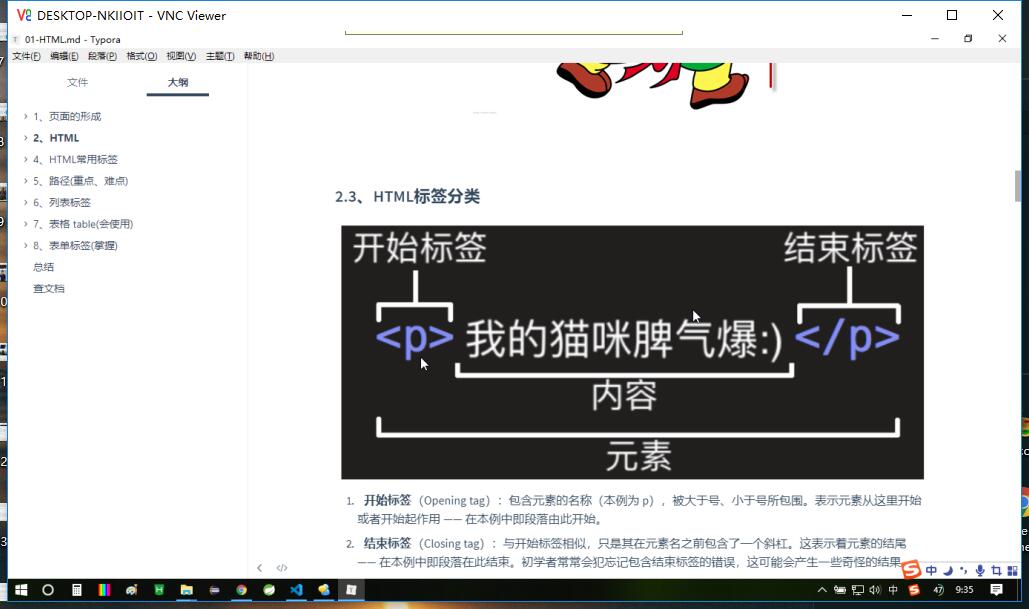 DESKTOP-NKIIOIT - VNC Viewer
01-HTML.md - Typora
文件(F) 编辑(E) 段落(P) 格式(O) 视图(V) 主题(T) 帮助(H)
文件 大纲
1、页面的形成
2、HTML
4、HTML常用标签
5、路径(重点、难点)
6、列表标签
7、表格 table(会使用)
8、表单标签(掌握)
总结
查文档
2.3、HTML标签分类
开始标签 结束标签
<p> 我的猫咪脾气爆:) </p>
内容
元素
1. 开始标签（Opening tag）：包含元素的名称（本例为 p），被大于号、小于号所包围。表示元素从这里开始
或者开始起作用 —— 在本例中即段落由此开始。
2. 结束标签（Closing tag）：与开始标签相似，只是其在元素名之前包含了一个斜杠。这表示着元素的结尾
—— 在本例中即段落在此结束。初学者常常会犯忘记包含结束标签的错误，这可能会产生一些奇怪的结果
中
中 47 9:35